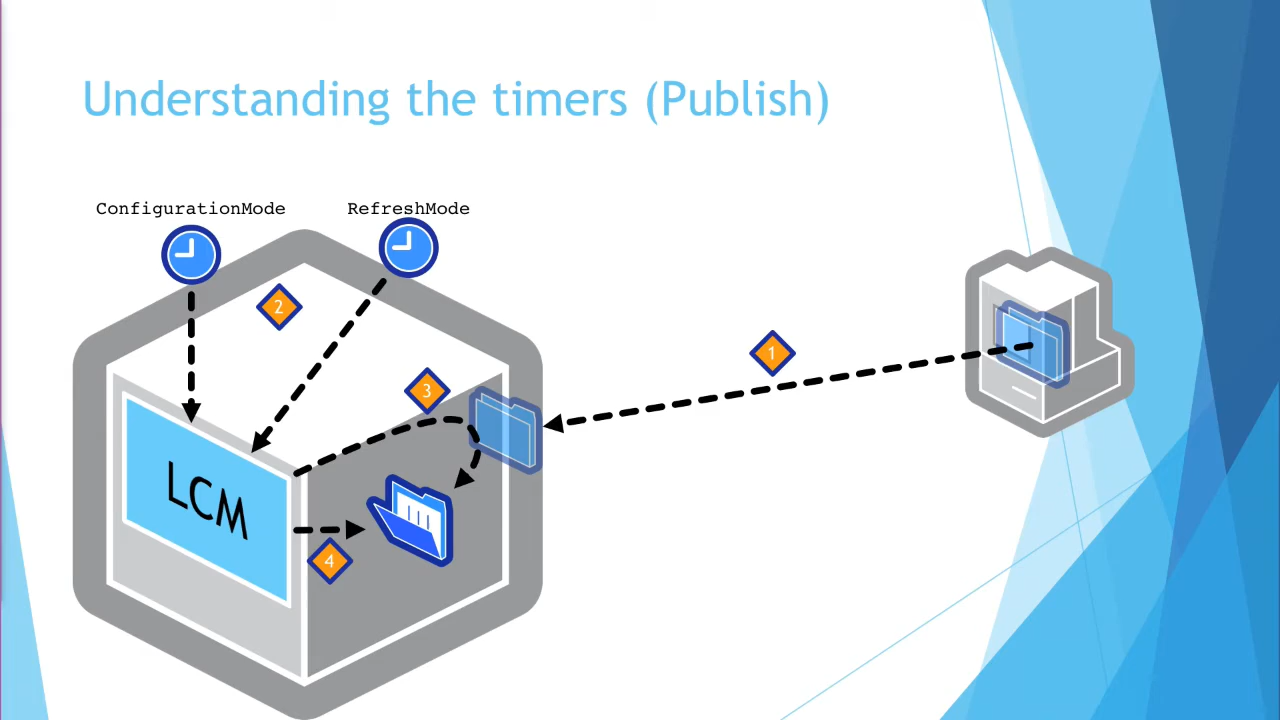 Understanding the timers (Publish)
ConfigurationMode
RefreshMode
2
1
3
LCM
4